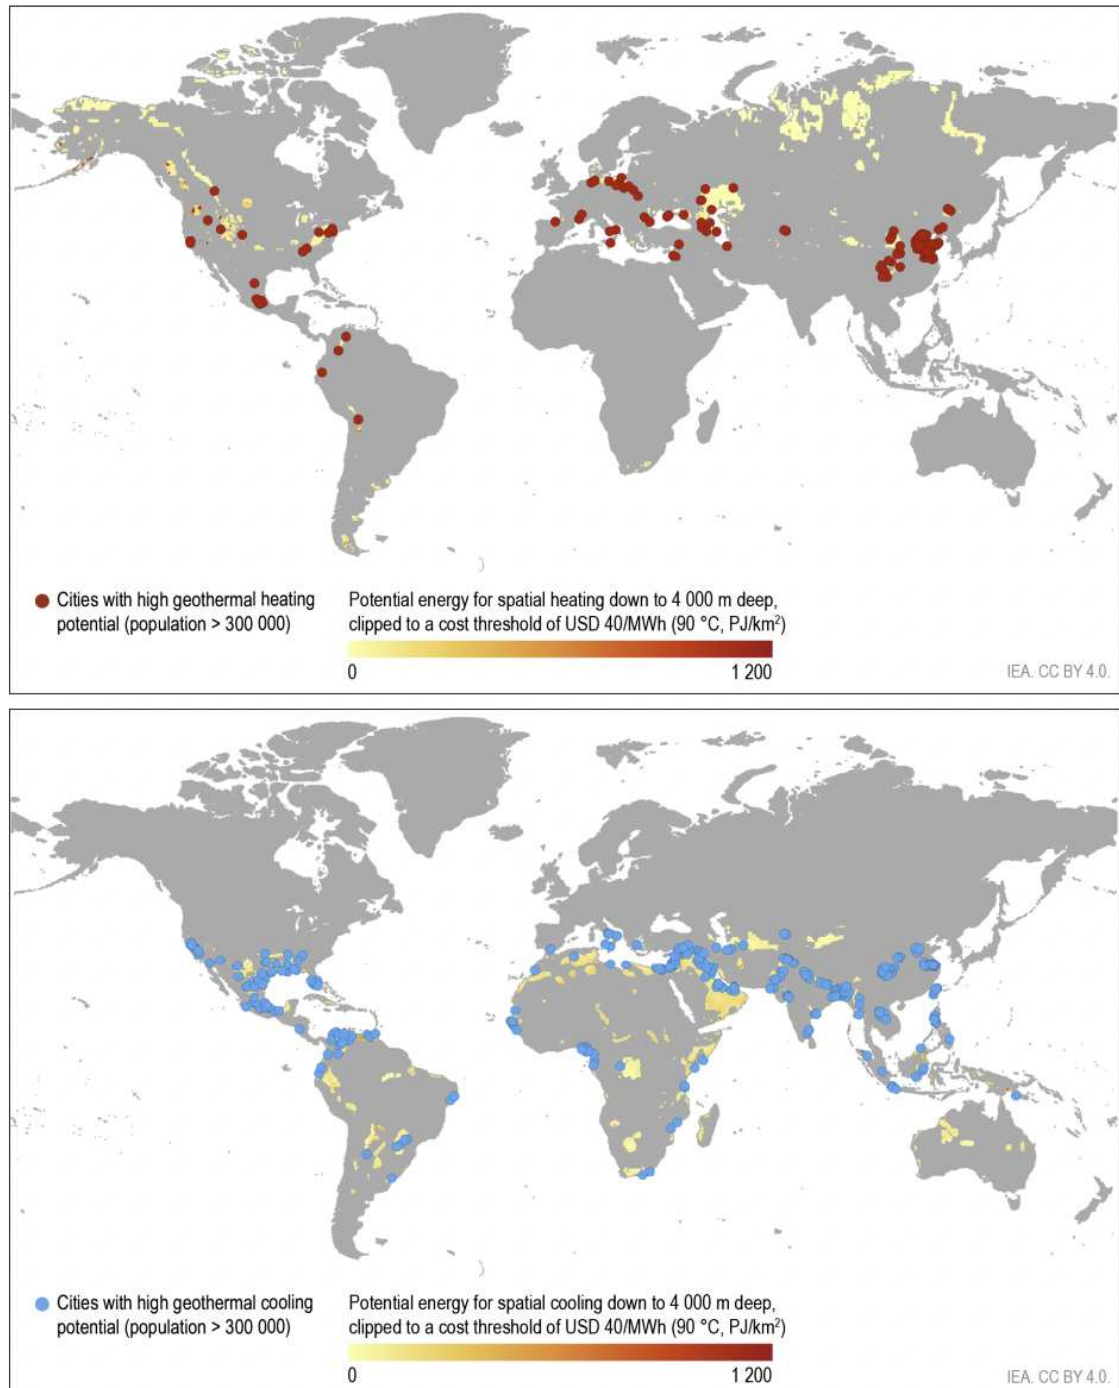 Cities with high geothermal heating
potential (population > 300 000)
Potential energy for spatial heating down to 4 000 m deep,
clipped to a cost threshold of USD 40/MWh (90 °C, PJ/km²)
0
1 200
IEA. CC BY 4.0.
Cities with high geothermal cooling
potential (population > 300 000)
Potential energy for spatial cooling down to 4 000 m deep,
clipped to a cost threshold of USD 40/MWh (90 °C, PJ/km²)
0
1 200
IEA. CC BY 4.0.